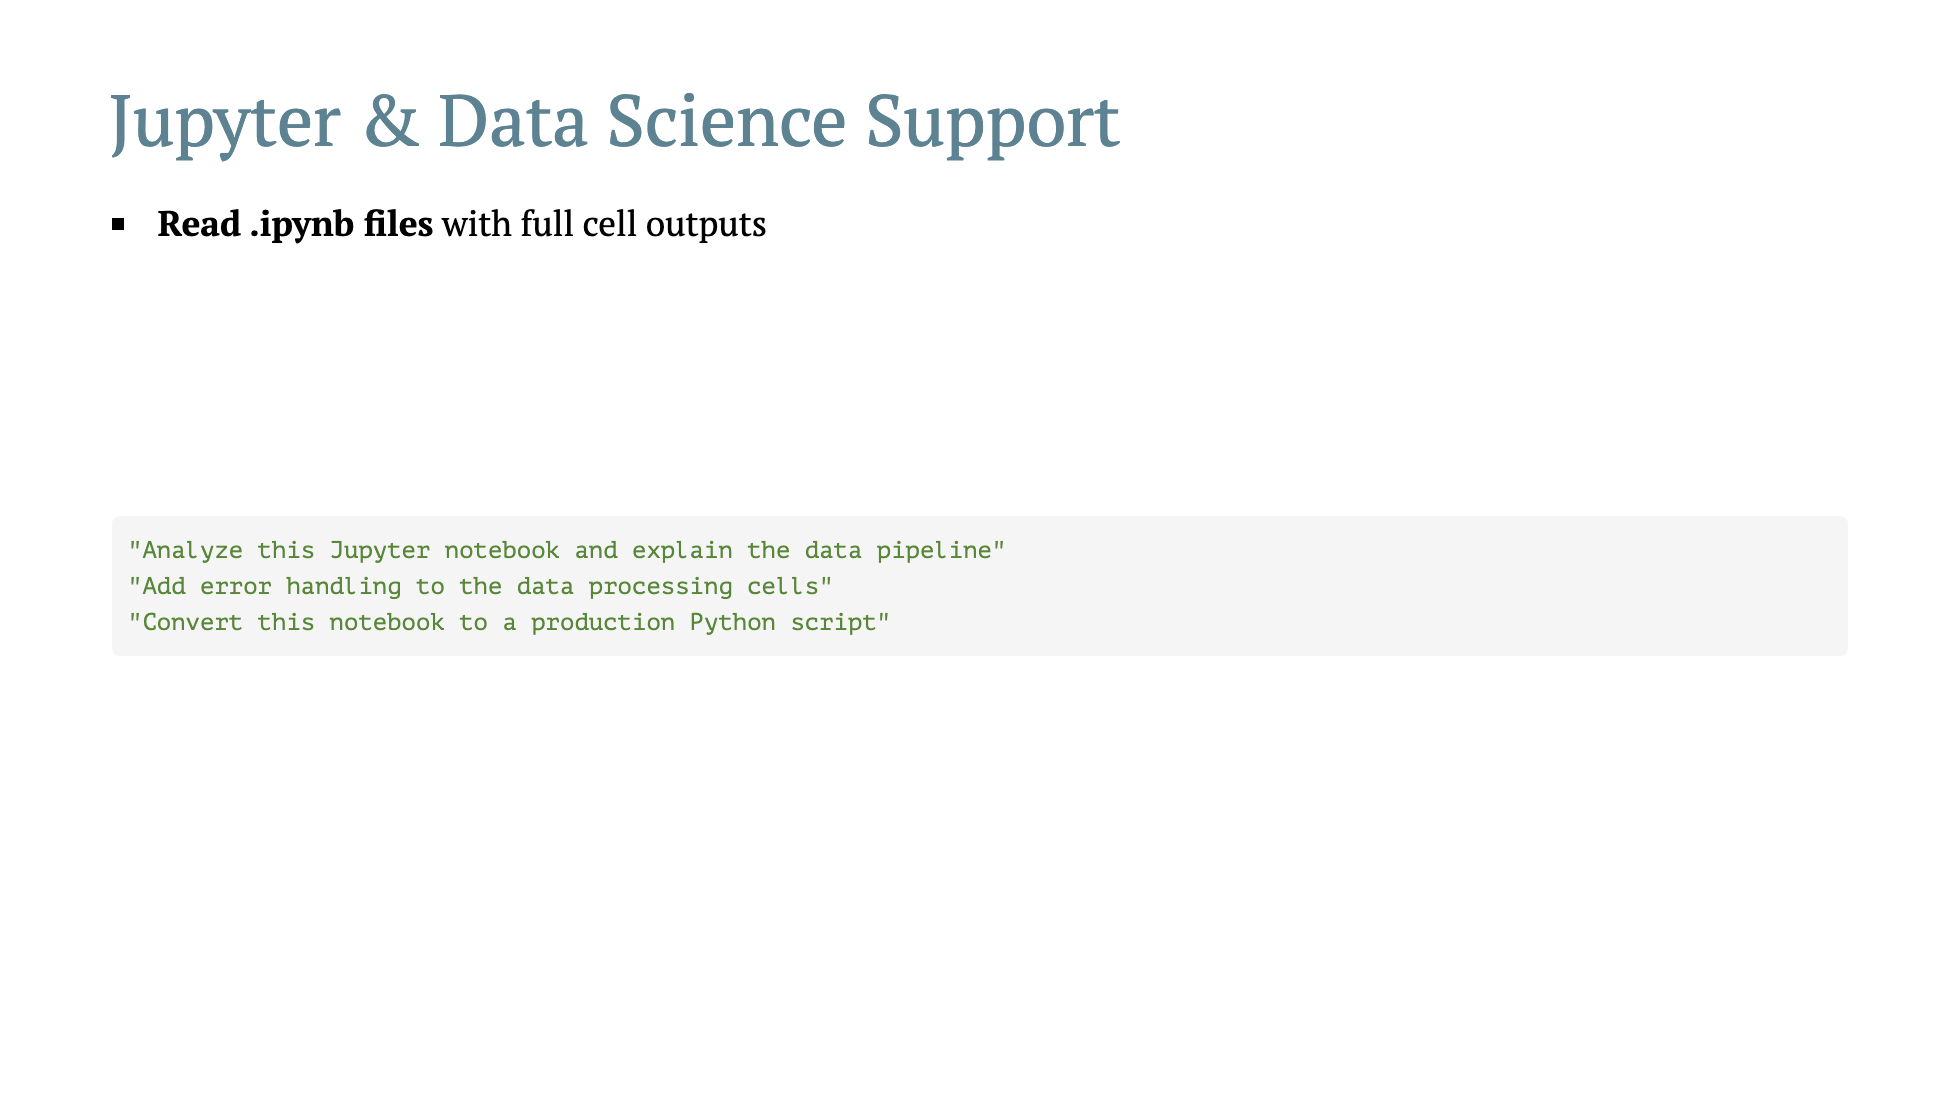 Jupyter & Data Science Support
▪ Read .ipynb files with full cell outputs
"Analyze this Jupyter notebook and explain the data pipeline"
"Add error handling to the data processing cells"
"Convert this notebook to a production Python script"